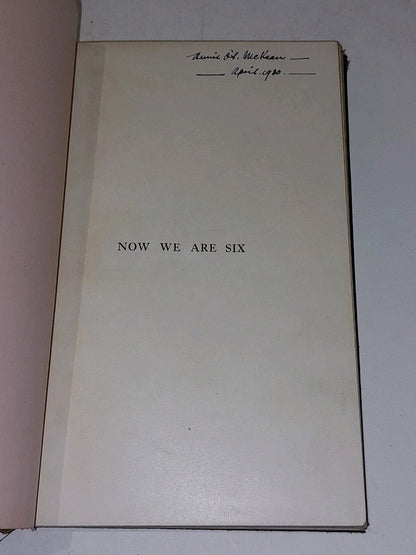 Annie McKean —
— April. 1930. —
NOW WE ARE SIX